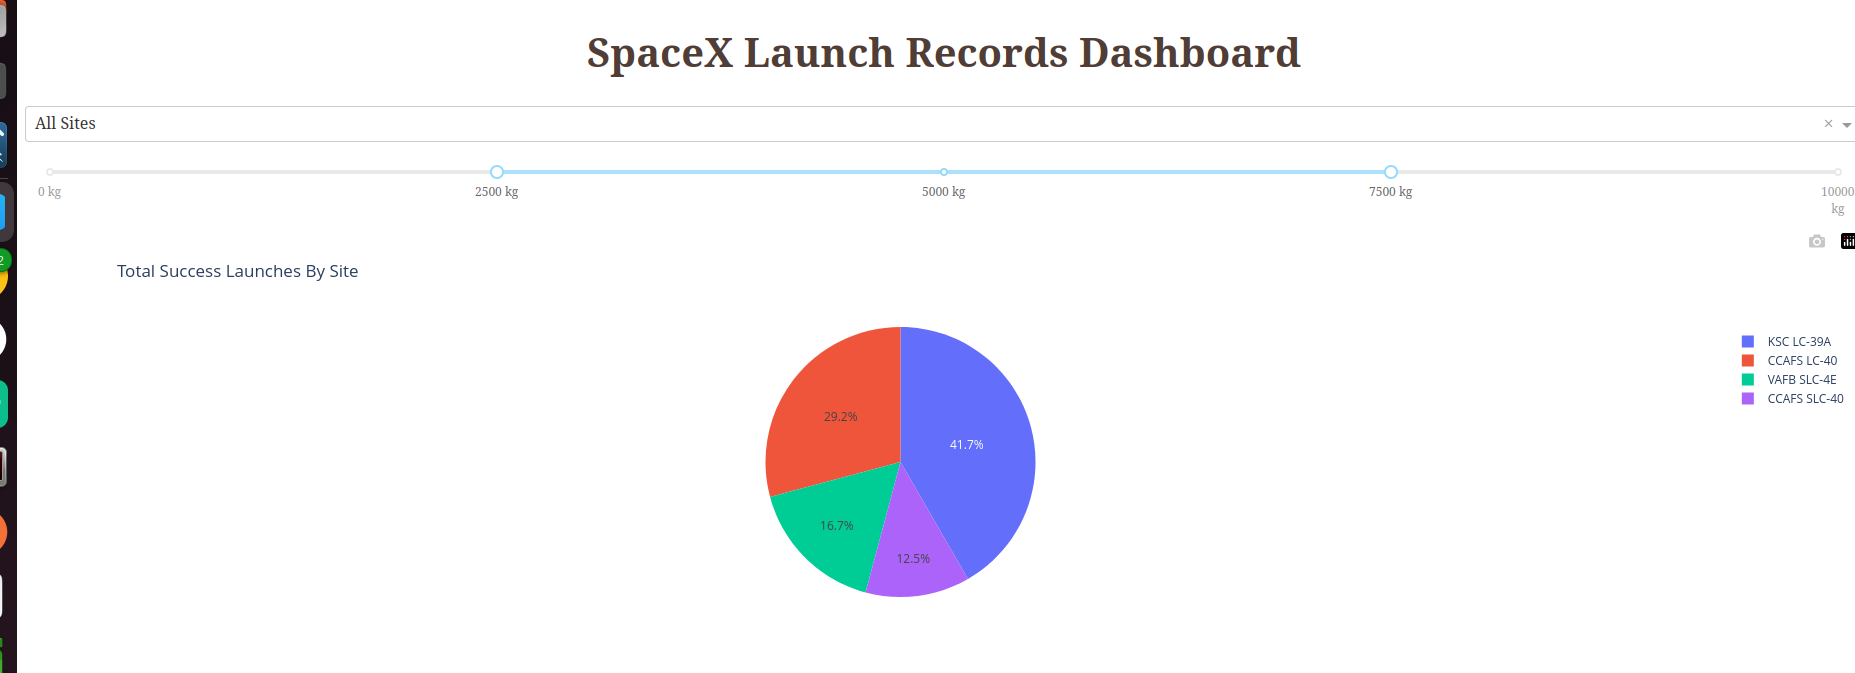 SpaceX Launch Records Dashboard
All Sites
×
0 kg
2500 kg
5000 kg
7500 kg
10000
kg
2
Total Success Launches By Site
KSC LC-39A
CCAFS LC-40
VAFB SLC-4E
CCAFS SLC-40
29.2%
41.7%
16.7%
12.5%